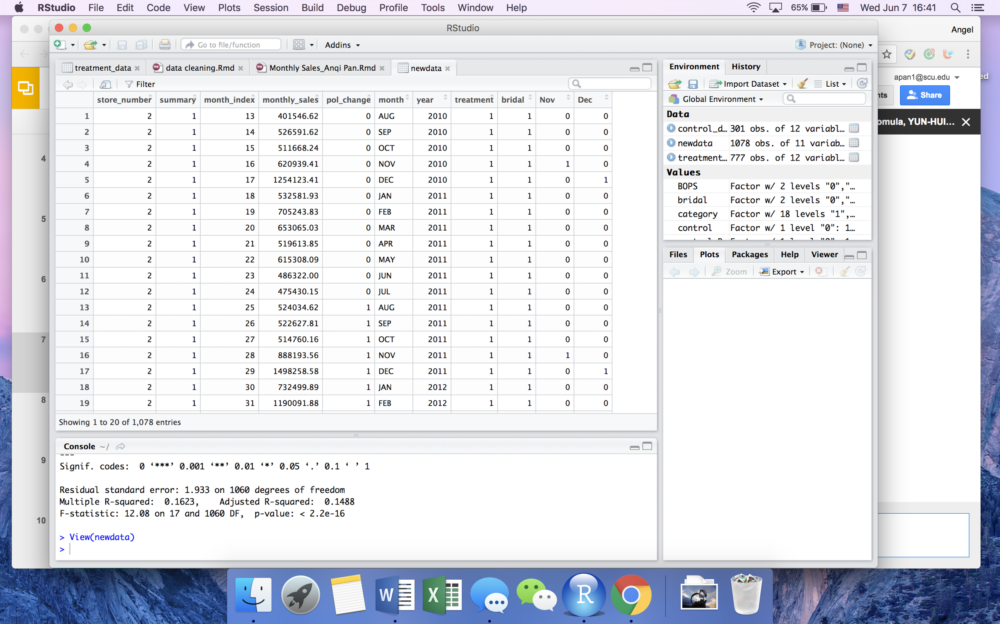 RStudio File Edit Code View Plots Session Build Debug Profile Tools Window Help 65% Wed Jun 7 16:41
RStudio
Angel
Go to file/function Addins Project: (None)
treatment_data data cleaning.Rmd Monthly Sales_Anqi Pan.Rmd newdata
Filter
store_number summary month_index monthly_sales pol_change month year treatment bridal Nov Dec
1 2 1 13 401546.62 0 AUG 2010 1 1 0 0
2 2 1 14 526591.62 0 SEP 2010 1 1 0 0
3 2 1 15 511668.24 0 OCT 2010 1 1 0 0
4 2 1 16 620939.41 0 NOV 2010 1 1 1 0
5 2 1 17 1254123.41 0 DEC 2010 1 1 0 1
6 2 1 18 532581.93 0 JAN 2011 1 1 0 0
7 2 1 19 705243.83 0 FEB 2011 1 1 0 0
8 2 1 20 653065.03 0 MAR 2011 1 1 0 0
9 2 1 21 519613.85 0 APR 2011 1 1 0 0
10 2 1 22 615308.09 0 MAY 2011 1 1 0 0
11 2 1 23 486322.00 0 JUN 2011 1 1 0 0
12 2 1 24 475430.15 0 JUL 2011 1 1 0 0
13 2 1 25 524034.62 1 AUG 2011 1 1 0 0
14 2 1 26 522627.81 1 SEP 2011 1 1 0 0
15 2 1 27 514760.16 1 OCT 2011 1 1 0 0
16 2 1 28 888193.56 1 NOV 2011 1 1 1 0
17 2 1 29 1498258.58 1 DEC 2011 1 1 0 1
18 2 1 30 732499.89 1 JAN 2012 1 1 0 0
19 2 1 31 1190091.88 1 FEB 2012 1 1 0 0
Showing 1 to 20 of 1,078 entries
Console ~/
---
Signif. codes:  0 ‘***’ 0.001 ‘**’ 0.01 ‘*’ 0.05 ‘.’ 0.1 ‘ ’ 1
Residual standard error: 1.933 on 1060 degrees of freedom
Multiple R-squared:  0.1623,    Adjusted R-squared:  0.1488
F-statistic: 12.08 on 17 and 1060 DF,  p-value: < 2.2e-16
> View(newdata)
>
Environment History
Import Dataset List
Global Environment
Data
control_d… 301 obs. of 12 variabl…
newdata 1078 obs. of 11 variab…
treatment… 777 obs. of 12 variabl…
Values
BOPS Factor w/ 2 levels "0","…
bridal Factor w/ 2 levels "0","…
category Factor w/ 18 levels "1",…
control Factor w/ 1 level "0": 1…
Files Plots Packages Help Viewer
Zoom Export
apan1@scu.edu
ed
nts Share
omula, YUN-HUI...
4
5
6
7
8
9
10
W
X
R